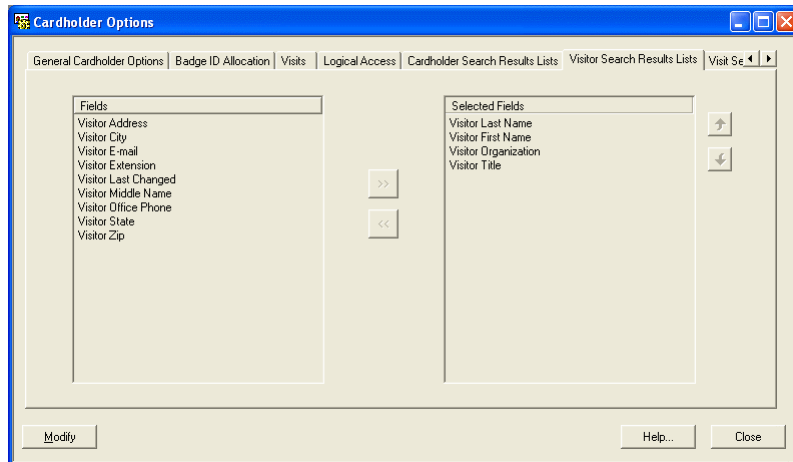 Cardholder Options
General Cardholder Options Badge ID Allocation Visits Logical Access Cardholder Search Results Lists Visitor Search Results Lists Visit Se
Fields
Visitor Address
Visitor City
Visitor E-mail
Visitor Extension
Visitor Last Changed
Visitor Middle Name
Visitor Office Phone
Visitor State
Visitor Zip
>>
<<
Selected Fields
Visitor Last Name
Visitor First Name
Visitor Organization
Visitor Title
Modify Help... Close